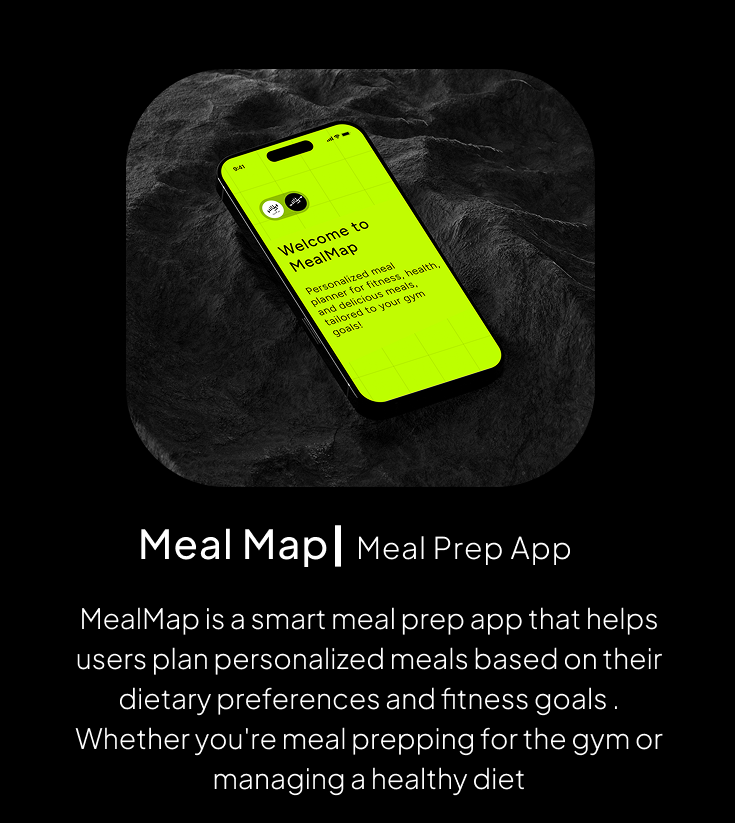 9:41
Welcome to
MealMap
Personalized meal
planner for fitness, health,
and delicious meals,
tailored to your gym
goals!
Meal Map| Meal Prep App
MealMap is a smart meal prep app that helps
users plan personalized meals based on their
dietary preferences and fitness goals .
Whether you're meal prepping for the gym or
managing a healthy diet